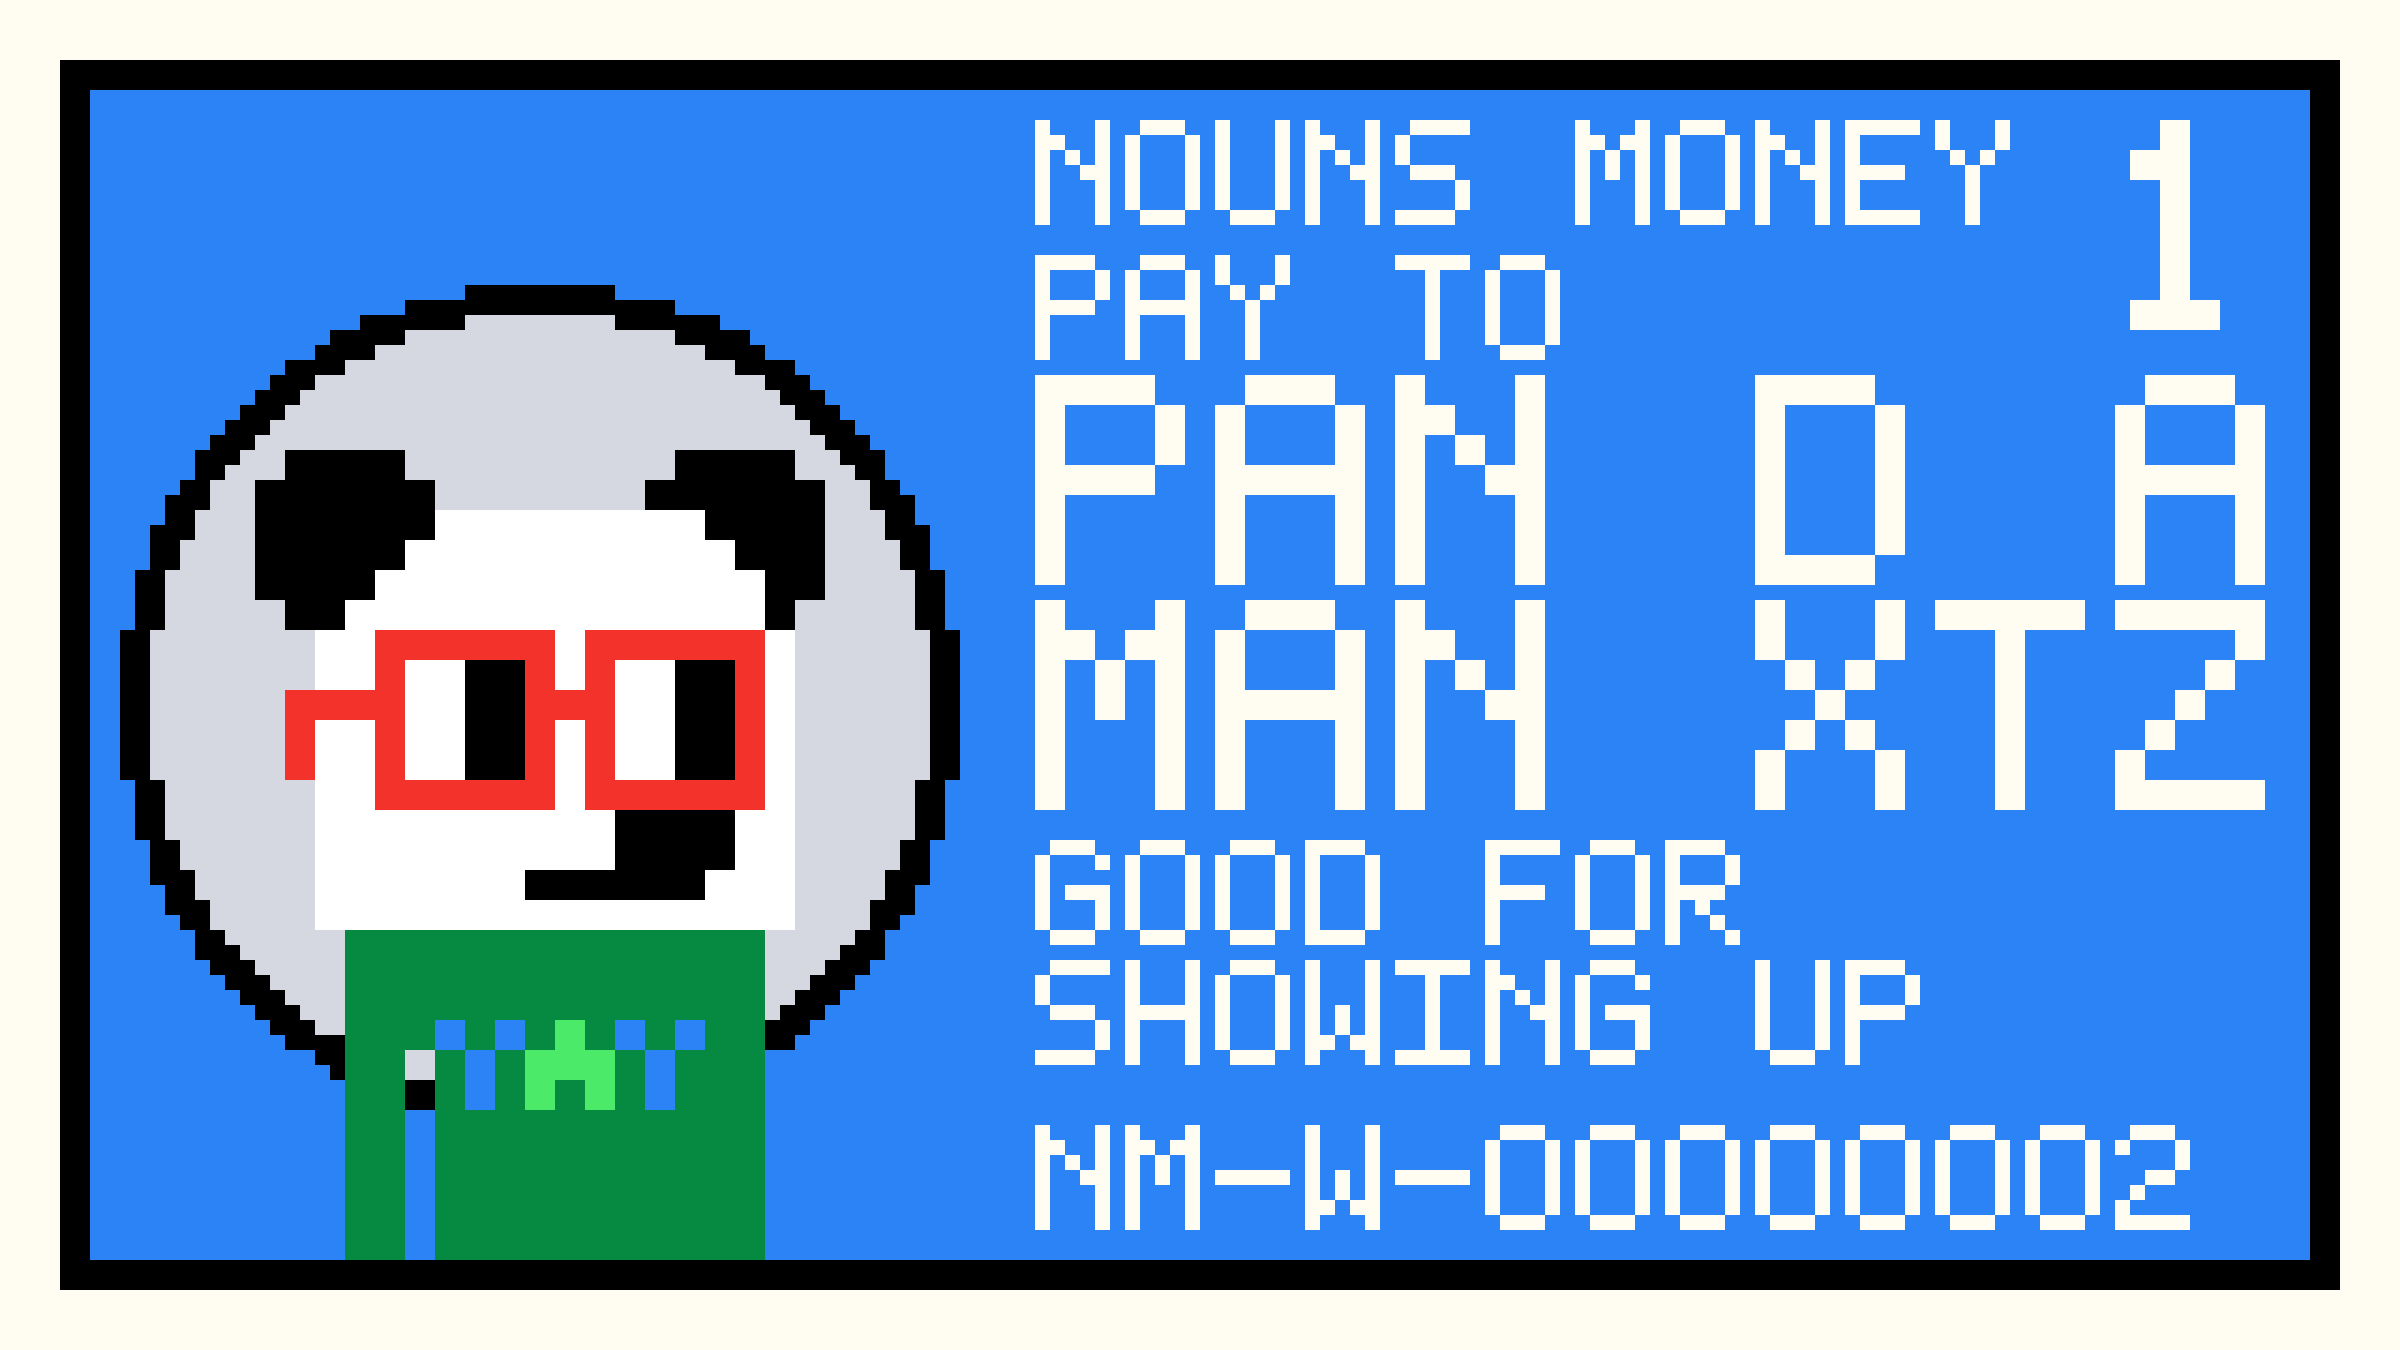 NOUNS MONEY 1
PAY TO
PAN D A
MAN XTZ
GOOD FOR
SHOWING UP
NM-W-00000002